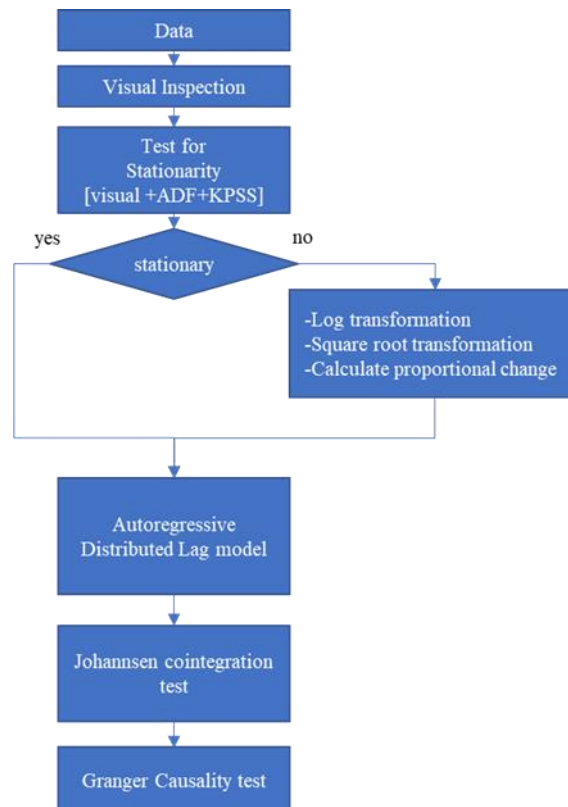 Data
Visual Inspection
Test for
Stationarity
[visual +ADF+KPSS]
yes
no
stationary
-Log transformation
-Square root transformation
-Calculate proportional change
Autoregressive
Distributed Lag model
Johannsen cointegration
test
Granger Causality test